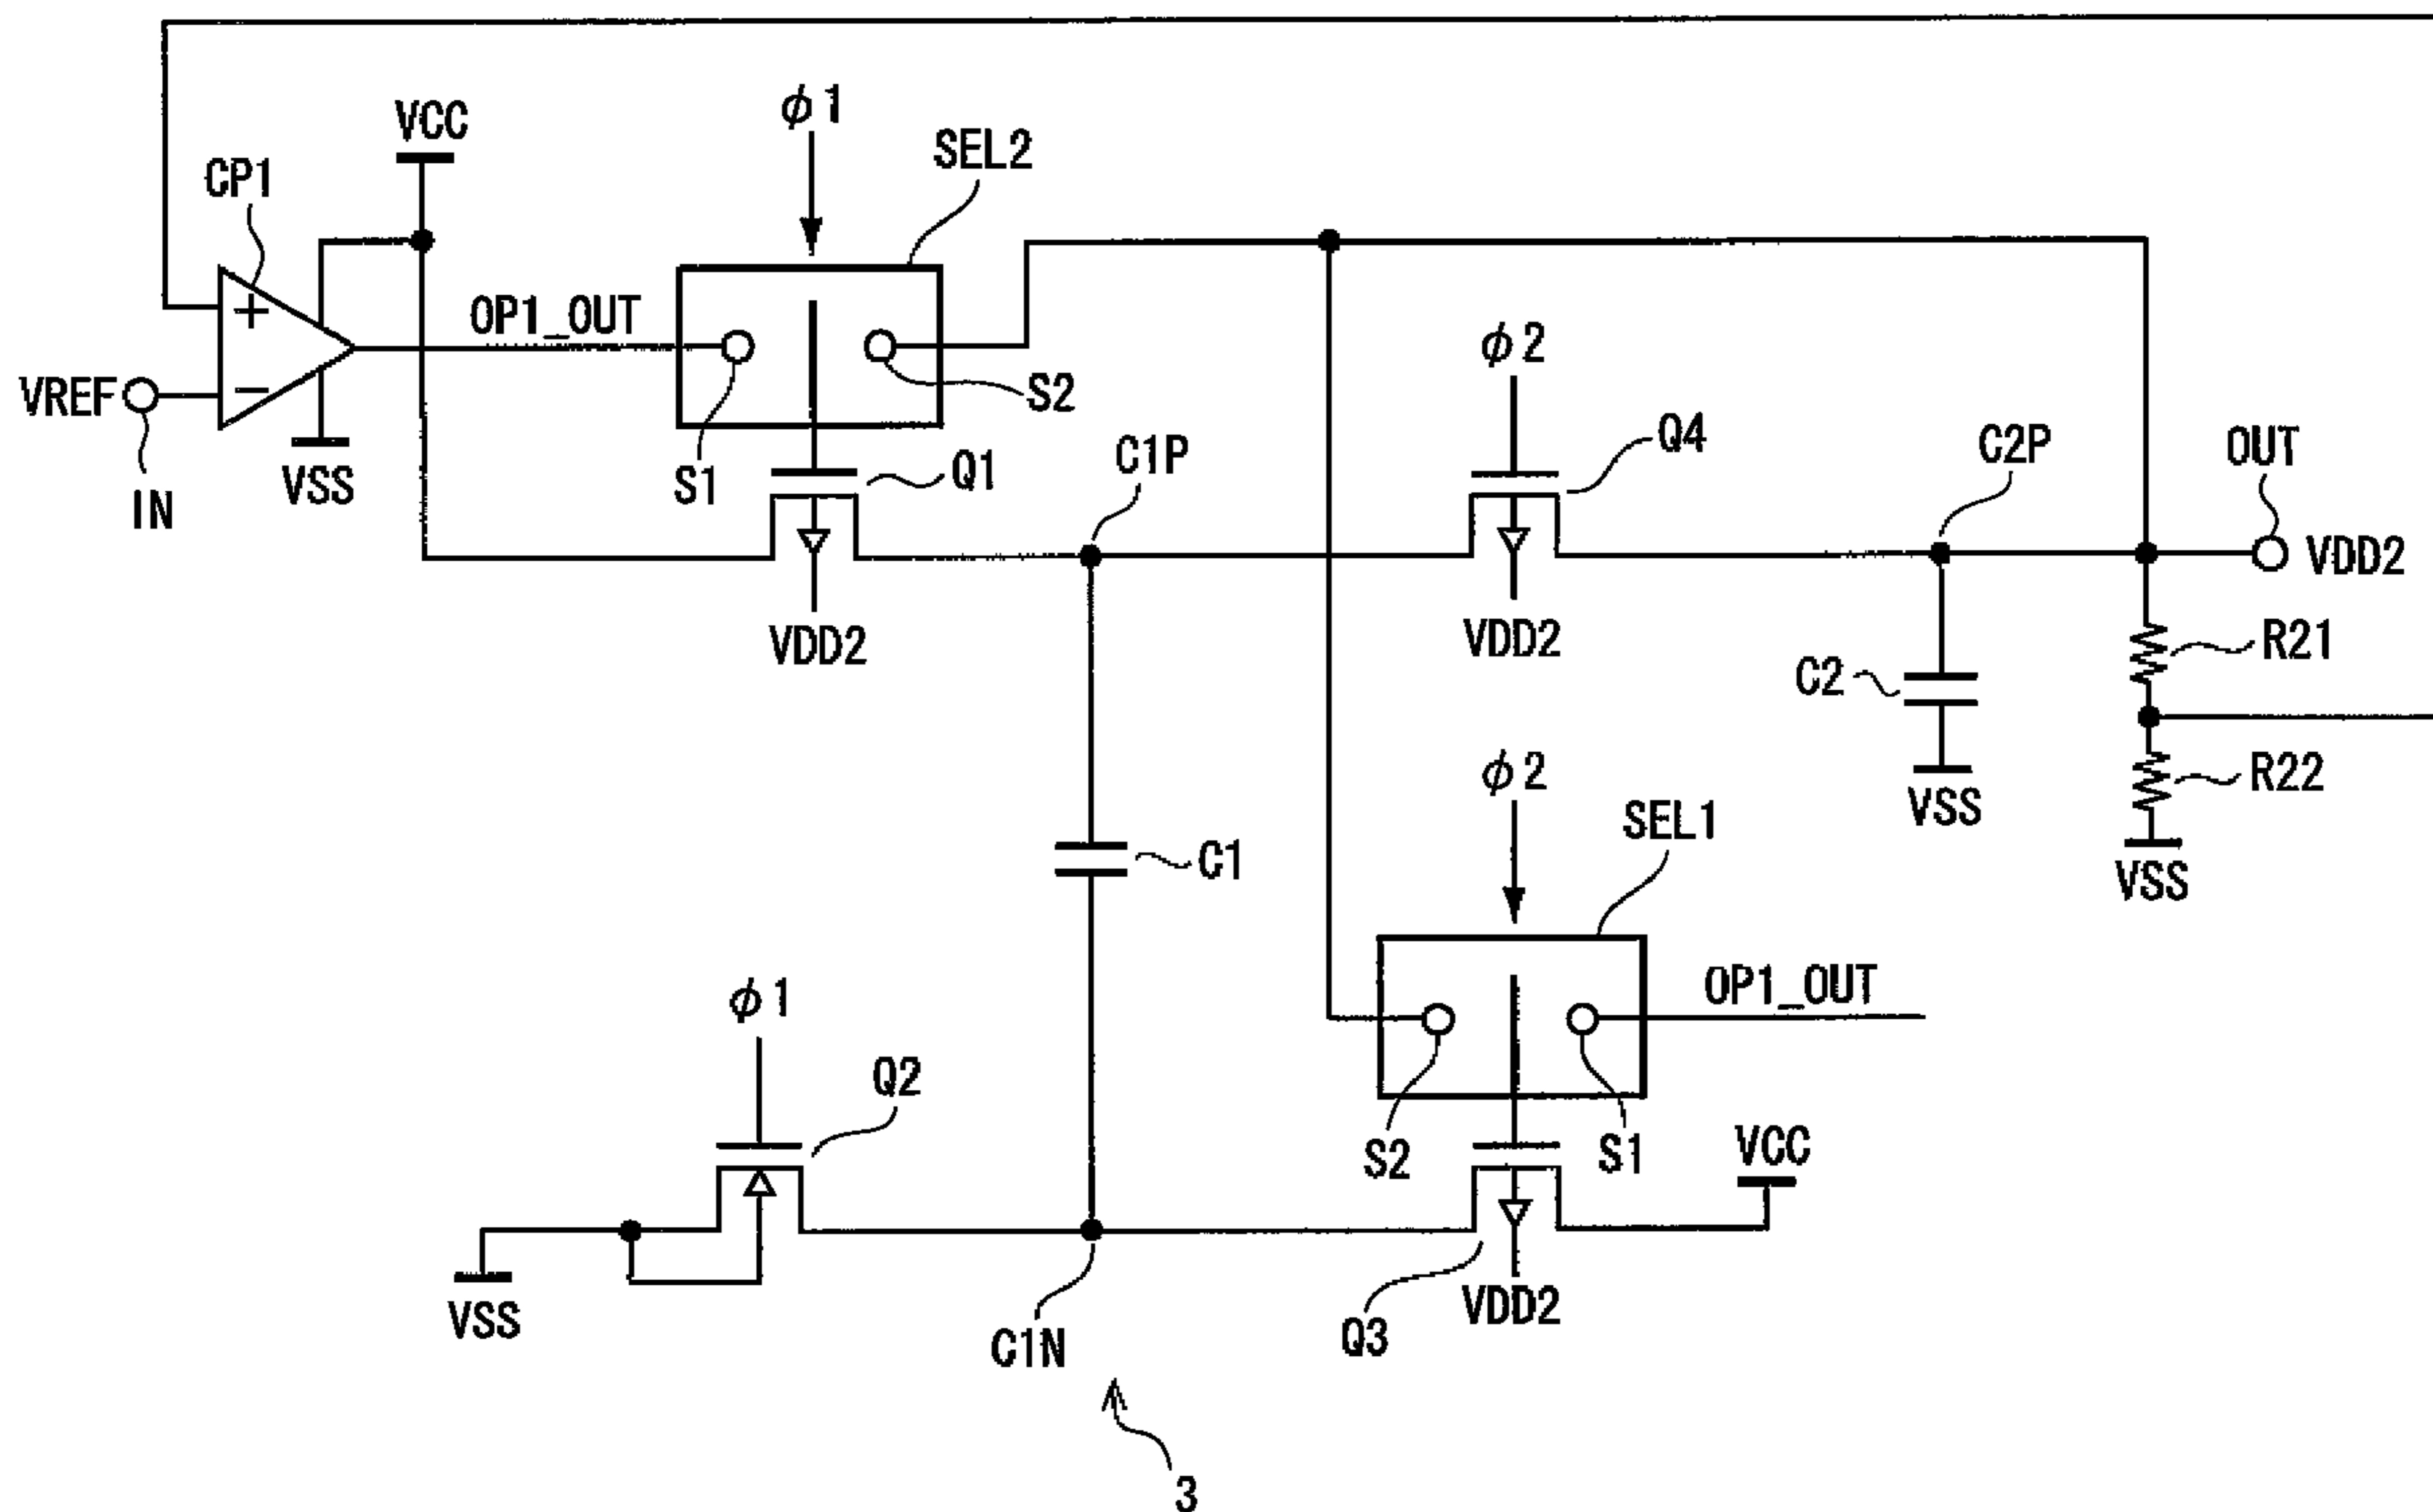 φ1
VCC
SEL2
CP1
+
OP1_OUT
φ2
VREF
−
S2
IN
VSS
S1
Q1
C1P
Q4
C2P
OUT
VDD2
VDD2
VDD2
R21
C2
φ2
R22
VSS
SEL1
C1
VSS
φ1
OP1_OUT
Q2
S2
S1
VCC
VSS
C1N
Q3
VDD2
3